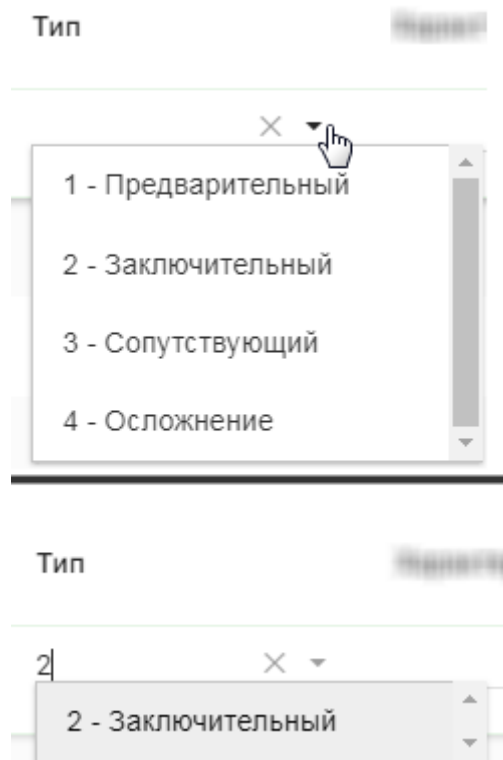 Тип
1 - Предварительный
2 - Заключительный
3 - Сопутствующий
4 - Осложнение
Тип
2
2 - Заключительный